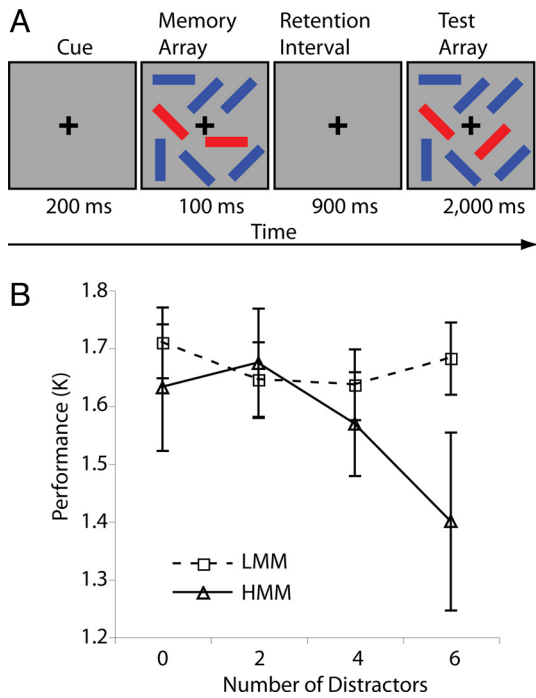 A
Cue
Memory Array
Retention Interval
Test Array
200 ms
100 ms
900 ms
2,000 ms
Time
B
Performance (K)
1.8
1.7
1.6
1.5
1.4
1.3
1.2
LMM
HMM
0 2 4 6
Number of Distractors